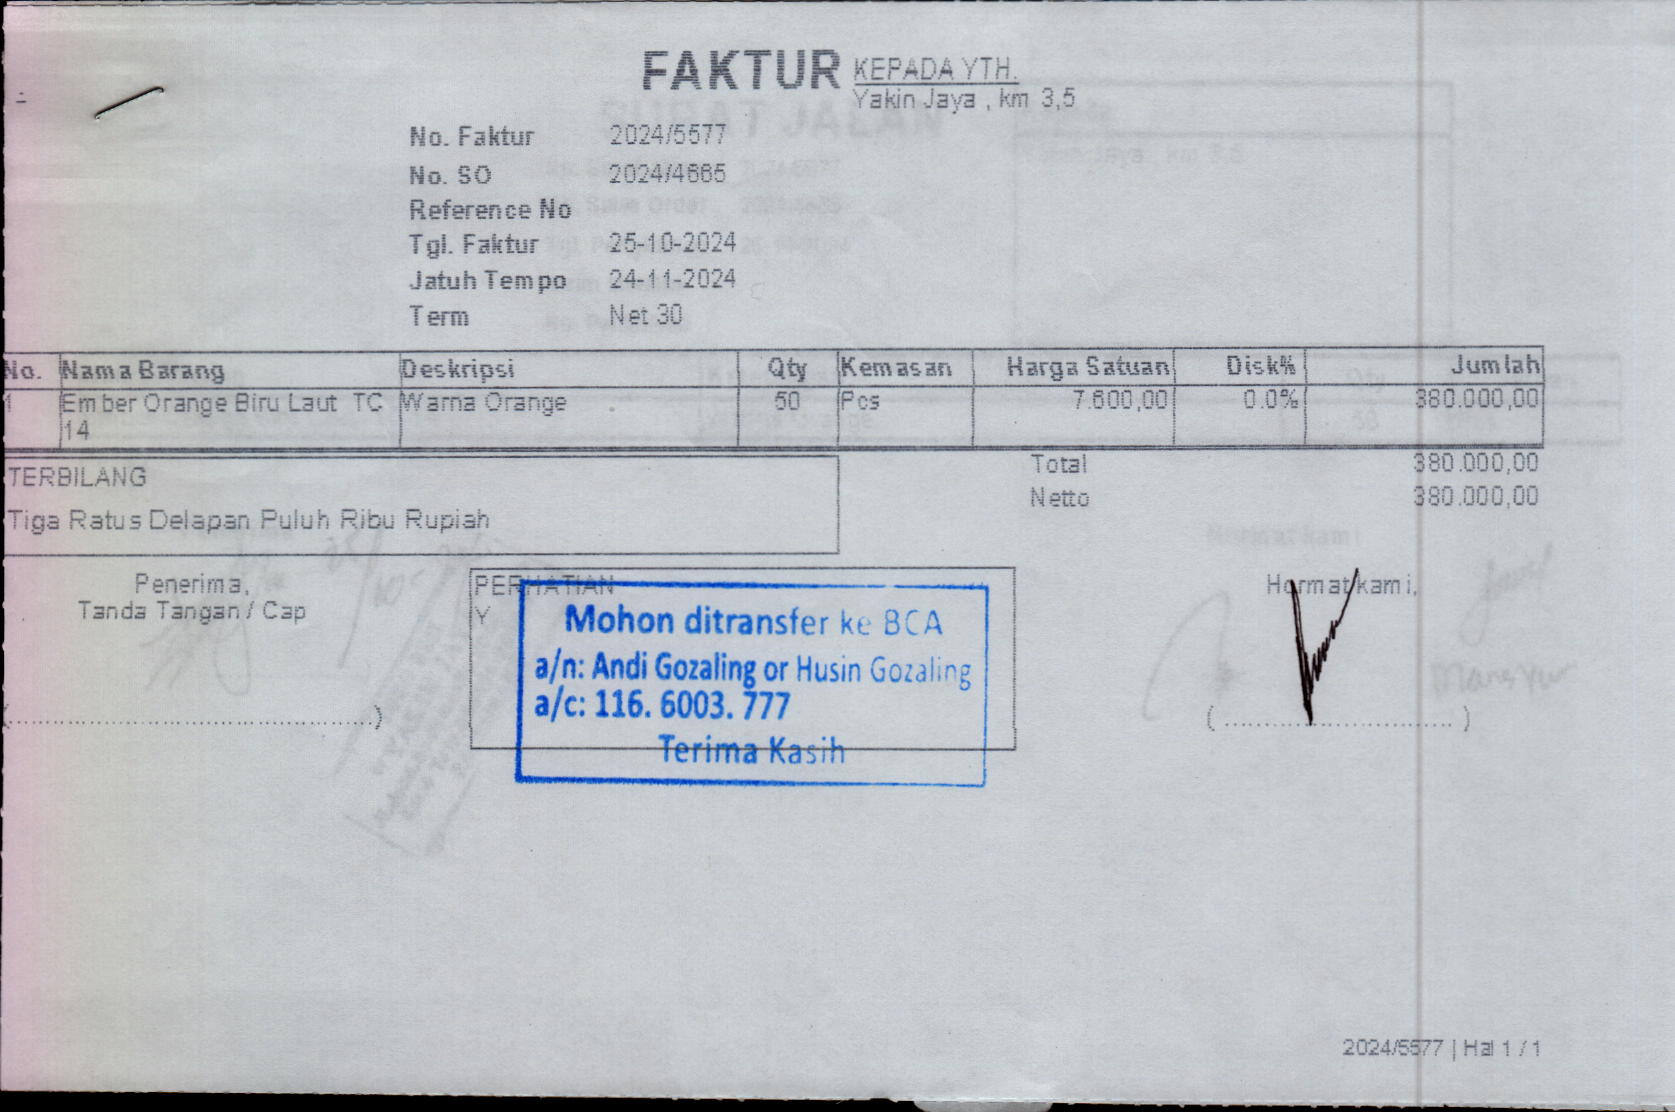 FAKTUR
KEPADA YTH.
Yakin Jaya , km 3,5
No. Faktur 2024/5577
No. SO 2024/4685
Reference No
Tgl. Faktur 25-10-2024
Jatuh Tempo 24-11-2024
Term Net 30
No. Nama Barang Deskripsi Qty Kemasan Harga Satuan Disk% Jumlah
1 Ember Orange Biru Laut TC Warna Orange 50 Pcs 7.600,00 0.0% 380.000,00
14
Total 380.000,00
Netto 380.000,00
TERBILANG
Tiga Ratus Delapan Puluh Ribu Rupiah
Penerima,
Tanda Tangan / Cap
(..............................)
PERHATIAN
Y
Mohon ditransfer ke BCA
a/n: Andi Gozaling or Husin Gozaling
a/c: 116. 6003. 777
Terima Kasih
Hormat kami,
( .............................. )
2024/5577 | Hal 1 / 1